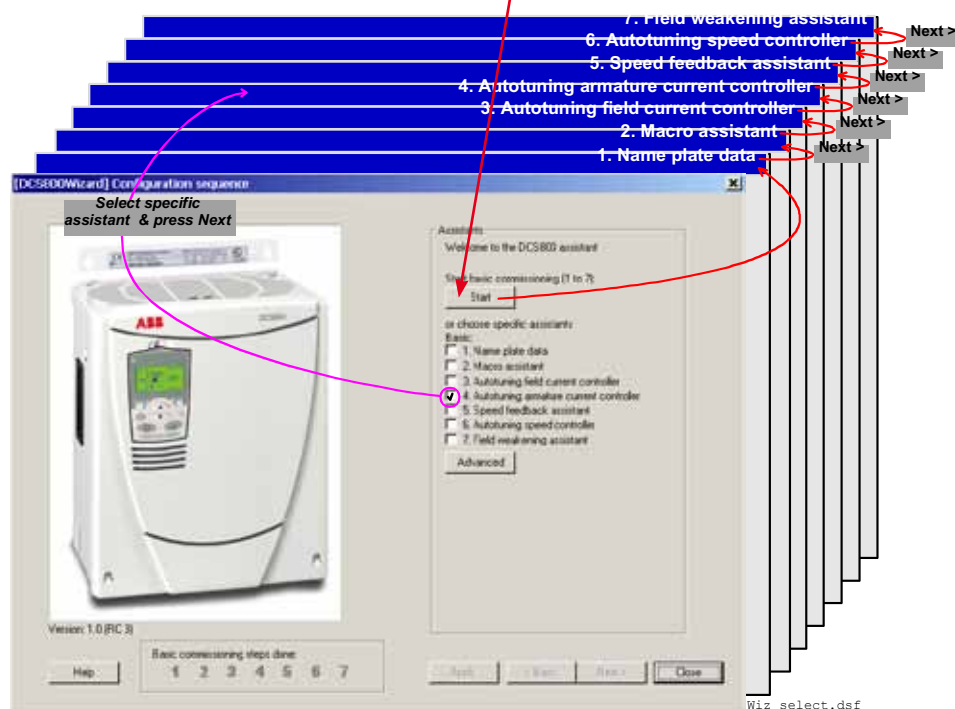 7. Field weakening assistant
Next >
6. Autotuning speed controller
Next >
5. Speed feedback assistant
Next >
4. Autotuning armature current controller
Next >
3. Autotuning field current controller
Next >
2. Macro assistant
Next >
1. Name plate data
[DCS800Wizard] Configuration sequence
Select specific
assistant & press Next
Assistants
Welcome to the DCS800 assistant
Start basic commissioning (1 to 7):
Start
or choose specific assistants
Basic:
1. Name plate data
2. Macro assistant
3. Autotuning field current controller
4. Autotuning armature current controller
5. Speed feedback assistant
6. Autotuning speed controller
7. Field weakening assistant
Advanced
ABB
Version: 1.0 (RC 3)
Basic commissioning steps done:
1 2 3 4 5 6 7
Help
Apply
< Back
Next >
Close
Wiz select.dsf